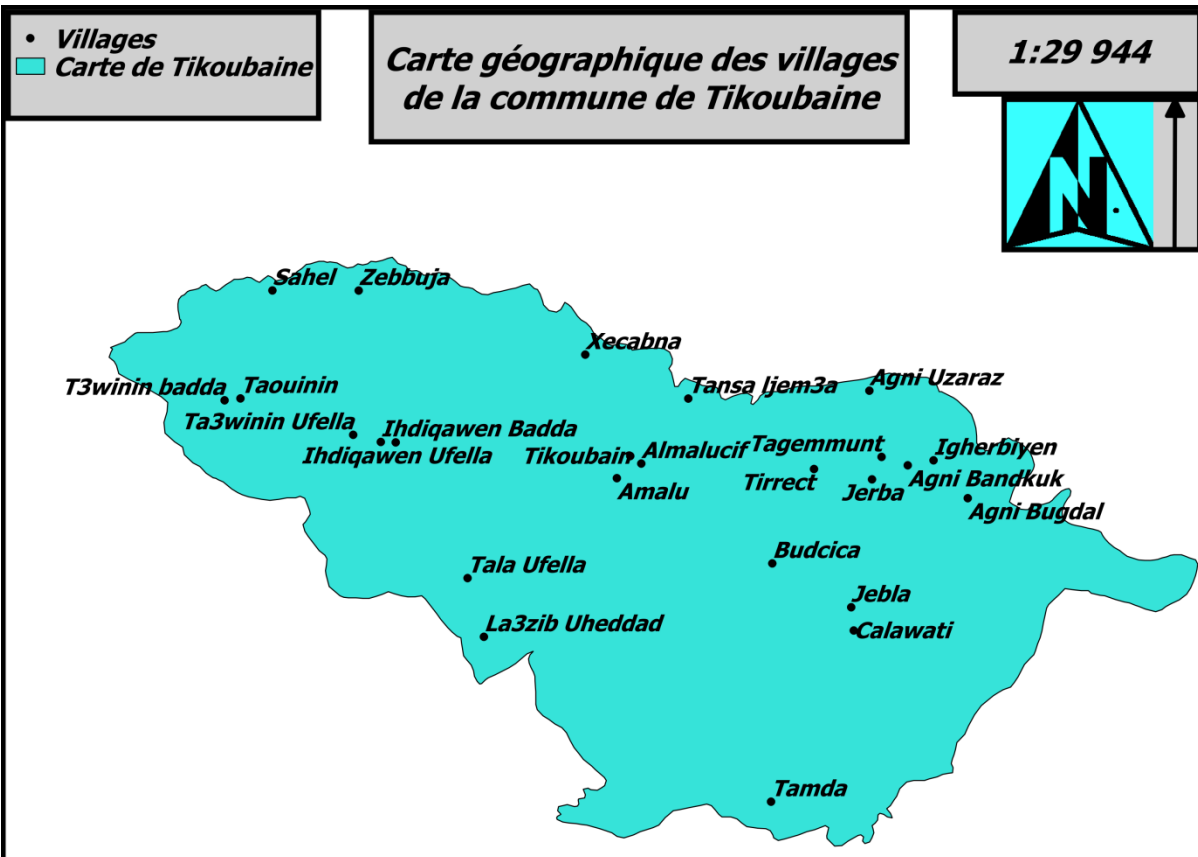 Villages
Carte de Tikoubaine
Carte géographique des villages
de la commune de Tikoubaine
1:29 944
N
Sahel
Zebbuja
Xecabna
T3winin badda
Taouinin
Tansa ljem3a
Agni Uzaraz
Ta3winin Ufella
Ihdiqawen Badda
Ihdiqawen Ufella
Tikoubain
Almalucif
Tagemmunt
Igherbiyen
Amalu
Tirrect
Jerba
Agni Bandkuk
Agni Bugdal
Budcica
Tala Ufella
Jebla
La3zib Uheddad
Calawati
Tamda